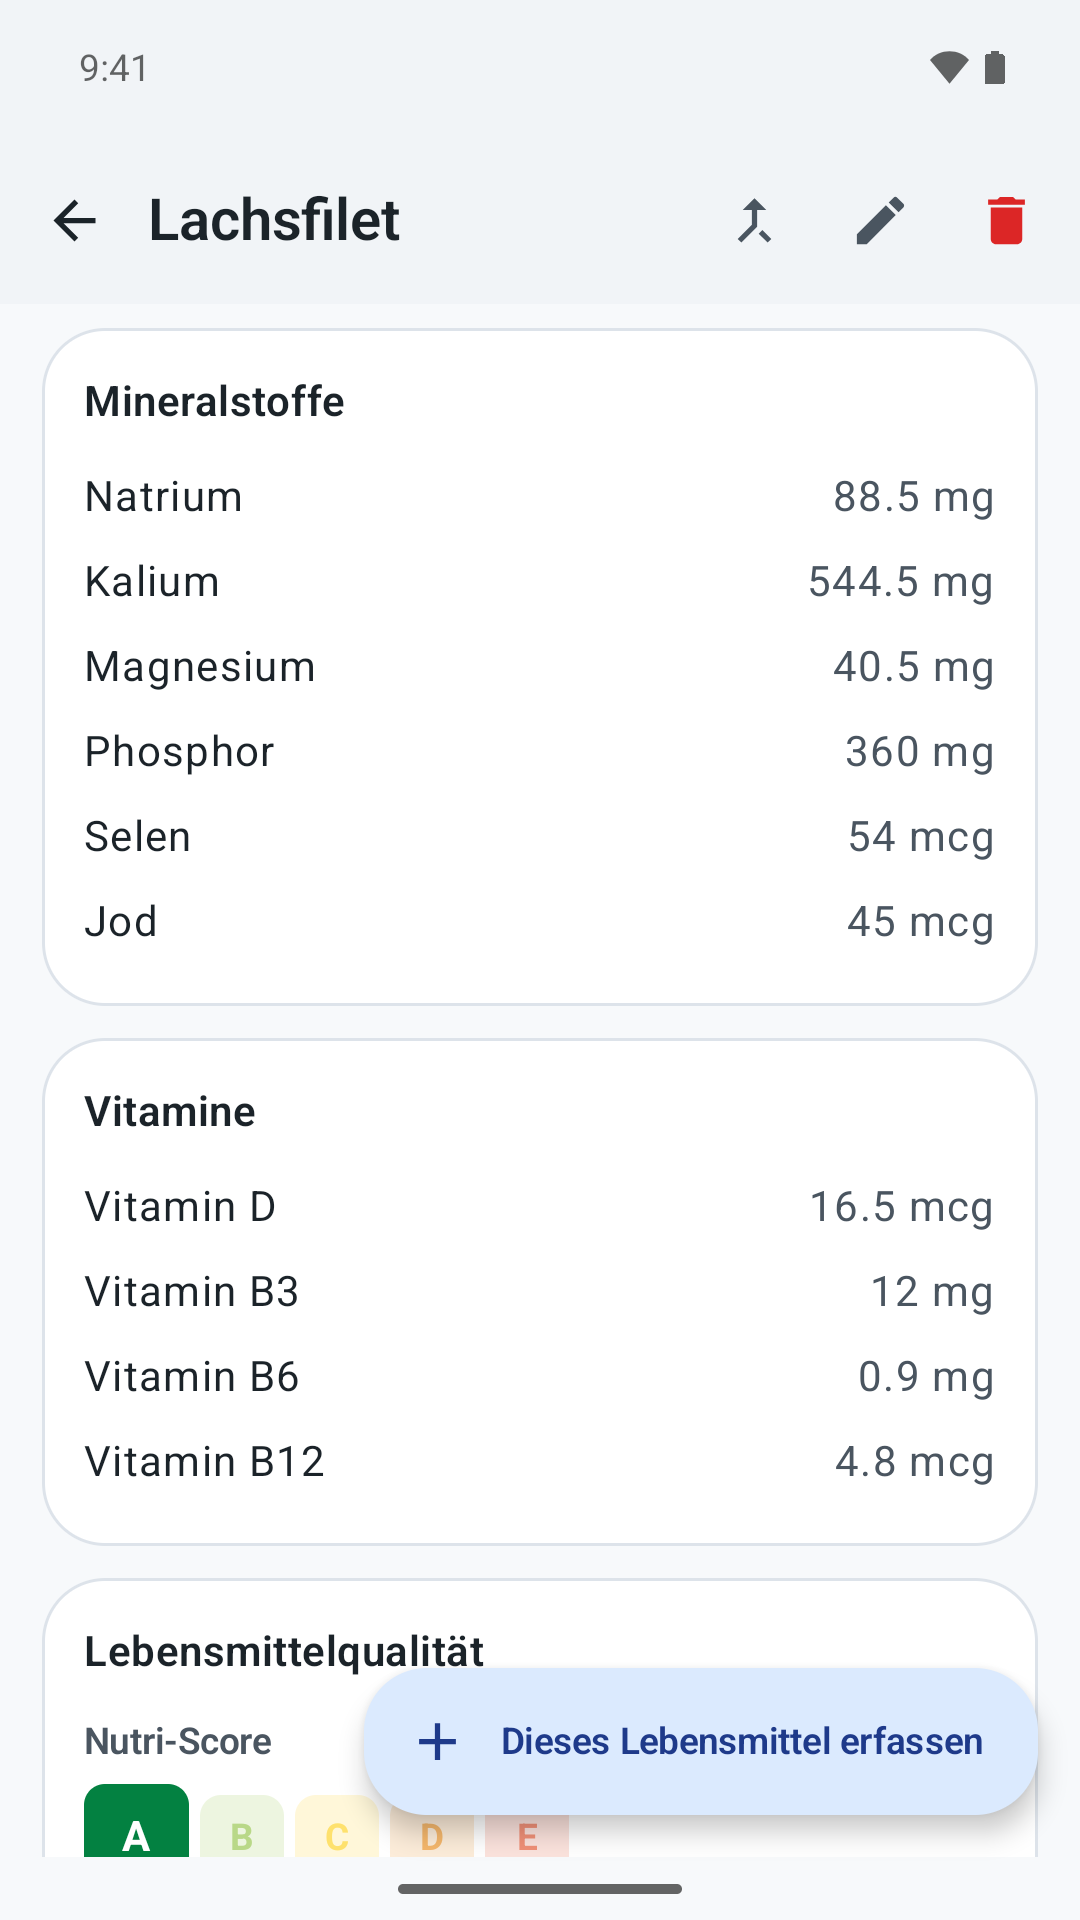 9:41
Lachsfilet
Mineralstoffe
Natrium 88.5 mg
Kalium 544.5 mg
Magnesium 40.5 mg
Phosphor 360 mg
Selen 54 mcg
Jod 45 mcg
Vitamine
Vitamin D 16.5 mcg
Vitamin B3 12 mg
Vitamin B6 0.9 mg
Vitamin B12 4.8 mcg
Lebensmittelqualität
Nutri-Score
Dieses Lebensmittel erfassen
A B C D E